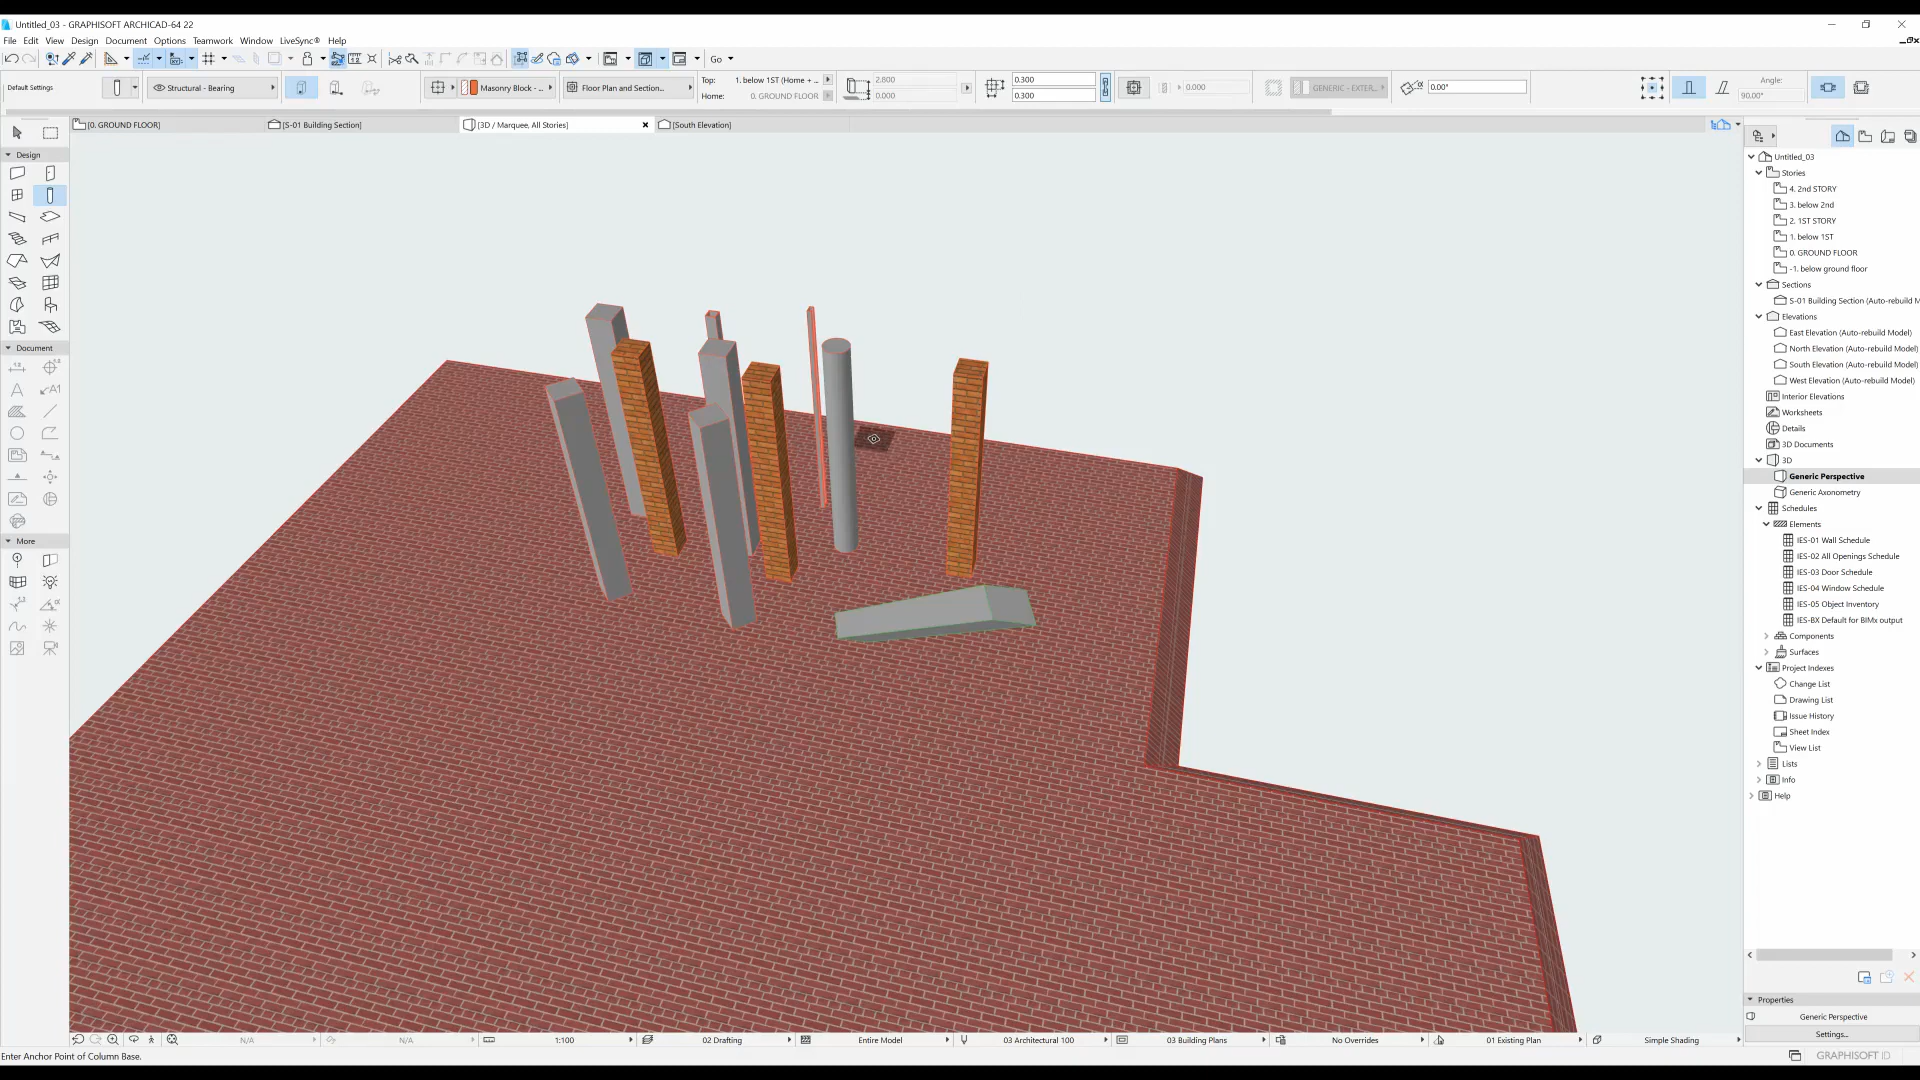 Untitled_03 - GRAPHISOFT ARCHICAD-64 22
File Edit View Design Document Options Teamwork Window LiveSync® Help
Go
Default Settings
Structural - Bearing
Masonry Block - ...
Floor Plan and Section...
Top: 1. below 1ST (Home + ...
Home: 0. GROUND FLOOR
2.800
0.000
0.300
0.300
0.000
GENERIC - EXTER...
0.00°
Angle:
90.00°
[0. GROUND FLOOR]
[S-01 Building Section]
[3D / Marquee, All Stories]
[South Elevation]
Design
Document
A
A1
More
Untitled_03
Stories
4. 2nd STORY
3. below 2nd
2. 1ST STORY
1. below 1ST
0. GROUND FLOOR
-1. below ground floor
Sections
S-01 Building Section (Auto-rebuild M
Elevations
East Elevation (Auto-rebuild Model)
North Elevation (Auto-rebuild Model)
South Elevation (Auto-rebuild Model)
West Elevation (Auto-rebuild Model)
Interior Elevations
Worksheets
Details
3D Documents
3D
Generic Perspective
Generic Axonometry
Schedules
Elements
IES-01 Wall Schedule
IES-02 All Openings Schedule
IES-03 Door Schedule
IES-04 Window Schedule
IES-05 Object Inventory
IES-BX Default for BIMx output
Components
Surfaces
Project Indexes
Change List
Drawing List
Issue History
Sheet Index
View List
Lists
Info
Help
Properties
Generic Perspective
Settings...
N/A
N/A
1:100
02 Drafting
Entire Model
03 Architectural 100
03 Building Plans
No Overrides
01 Existing Plan
Simple Shading
Enter Anchor Point of Column Base.
GRAPHISOFT ID